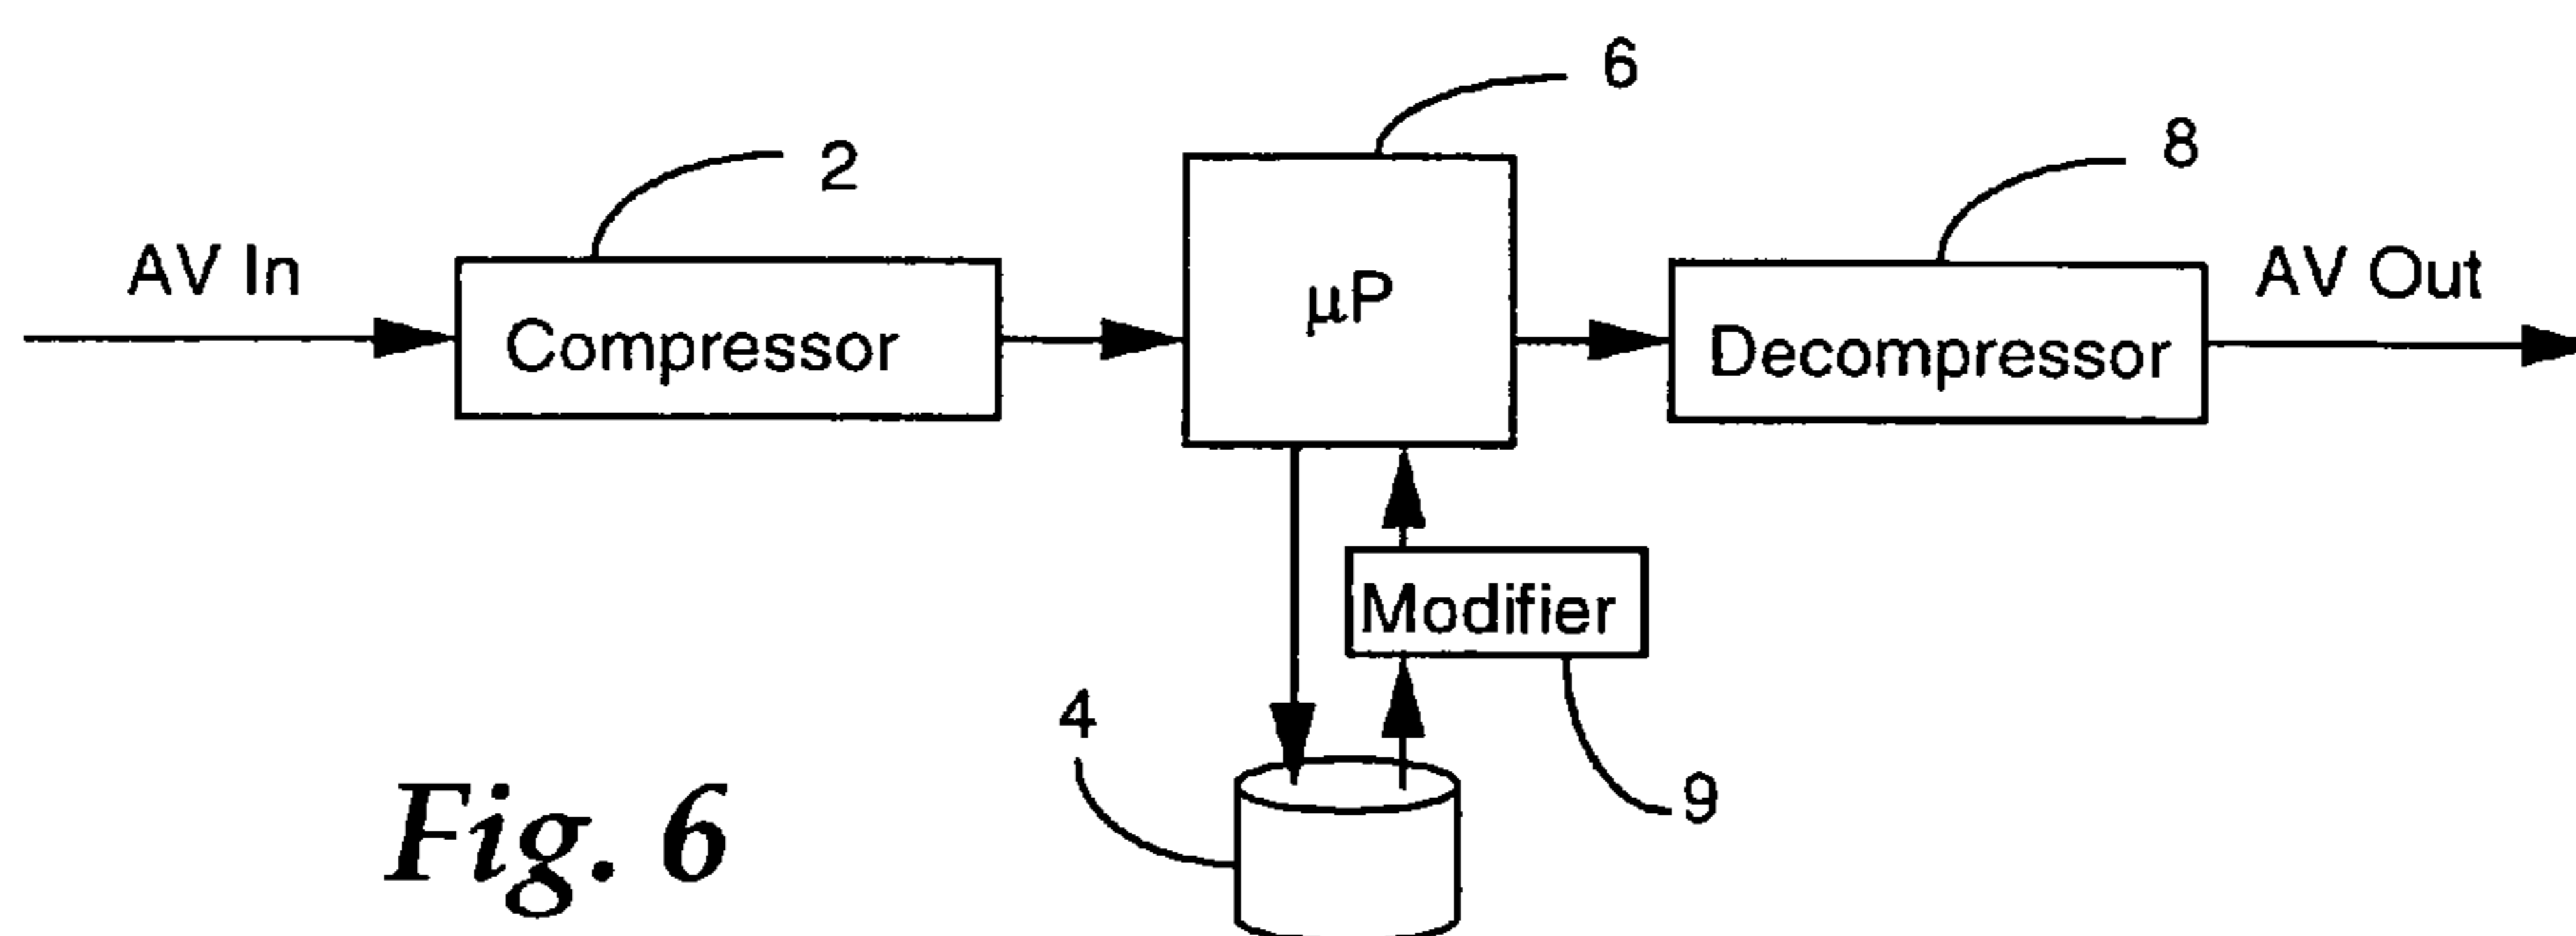 6
2
8
AV In
Compressor
µP
Decompressor
AV Out
Modifier
4
9
Fig. 6